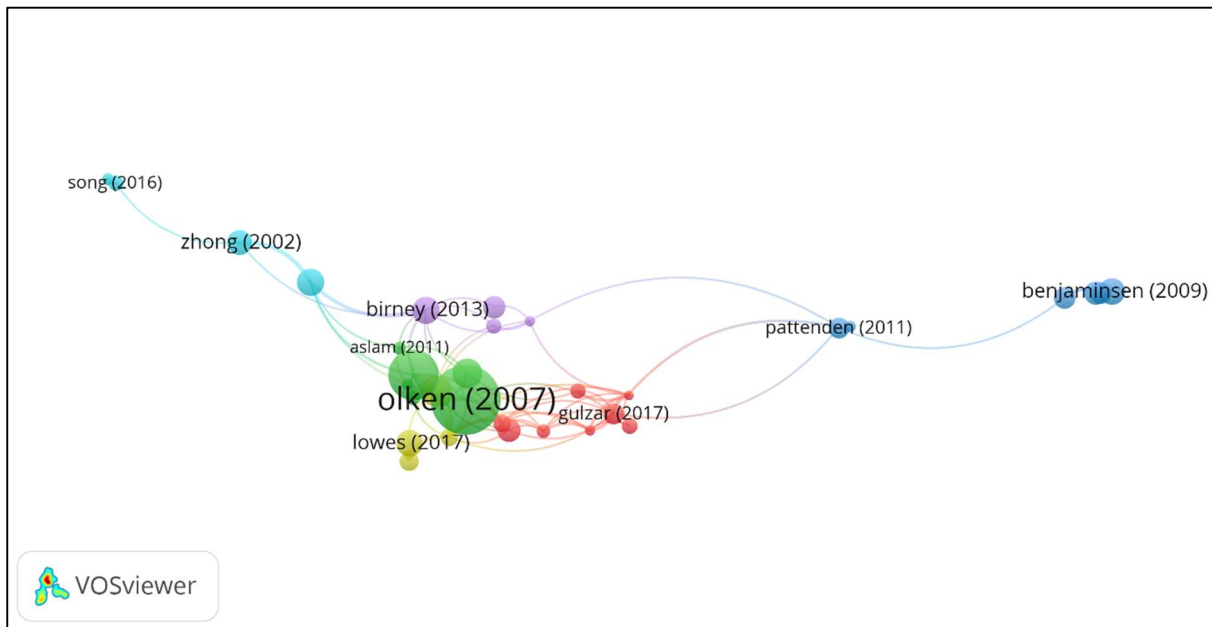 song (2016)
zhong (2002)
benjaminsen (2009)
birney (2013)
pattenden (2011)
aslam (2011)
olken (2007)
gulzar (2017)
lowes (2017)
VOSviewer